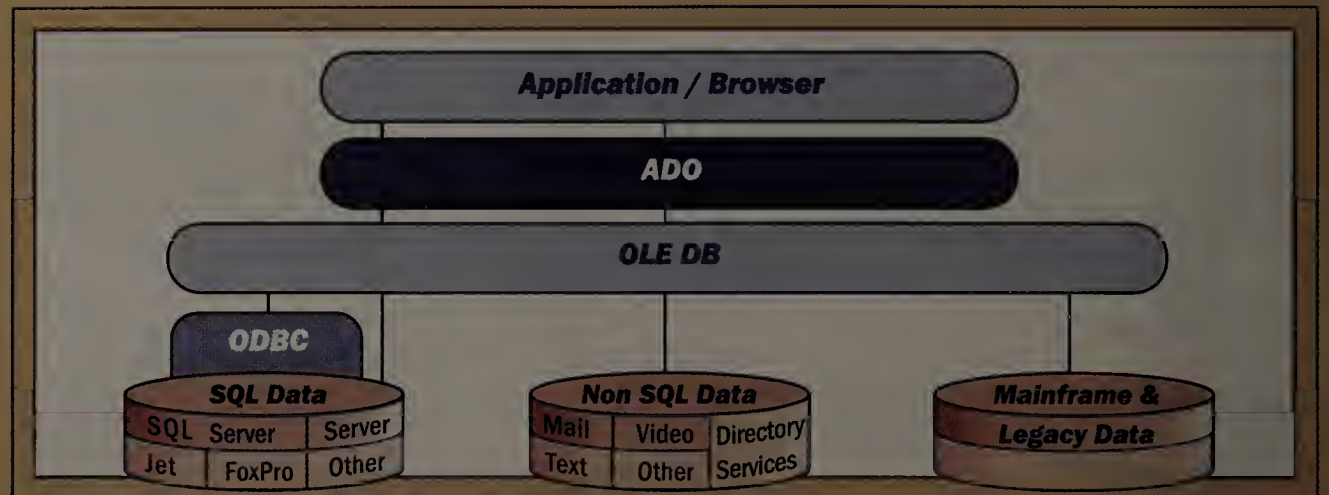 Application / Browser
ADO
OLE DB
ODBC
SQL Data
SQL Server
Server
Jet
FoxPro
Other
Non SQL Data
Mail
Video
Directory
Services
Text
Other
Mainframe &
Legacy Data